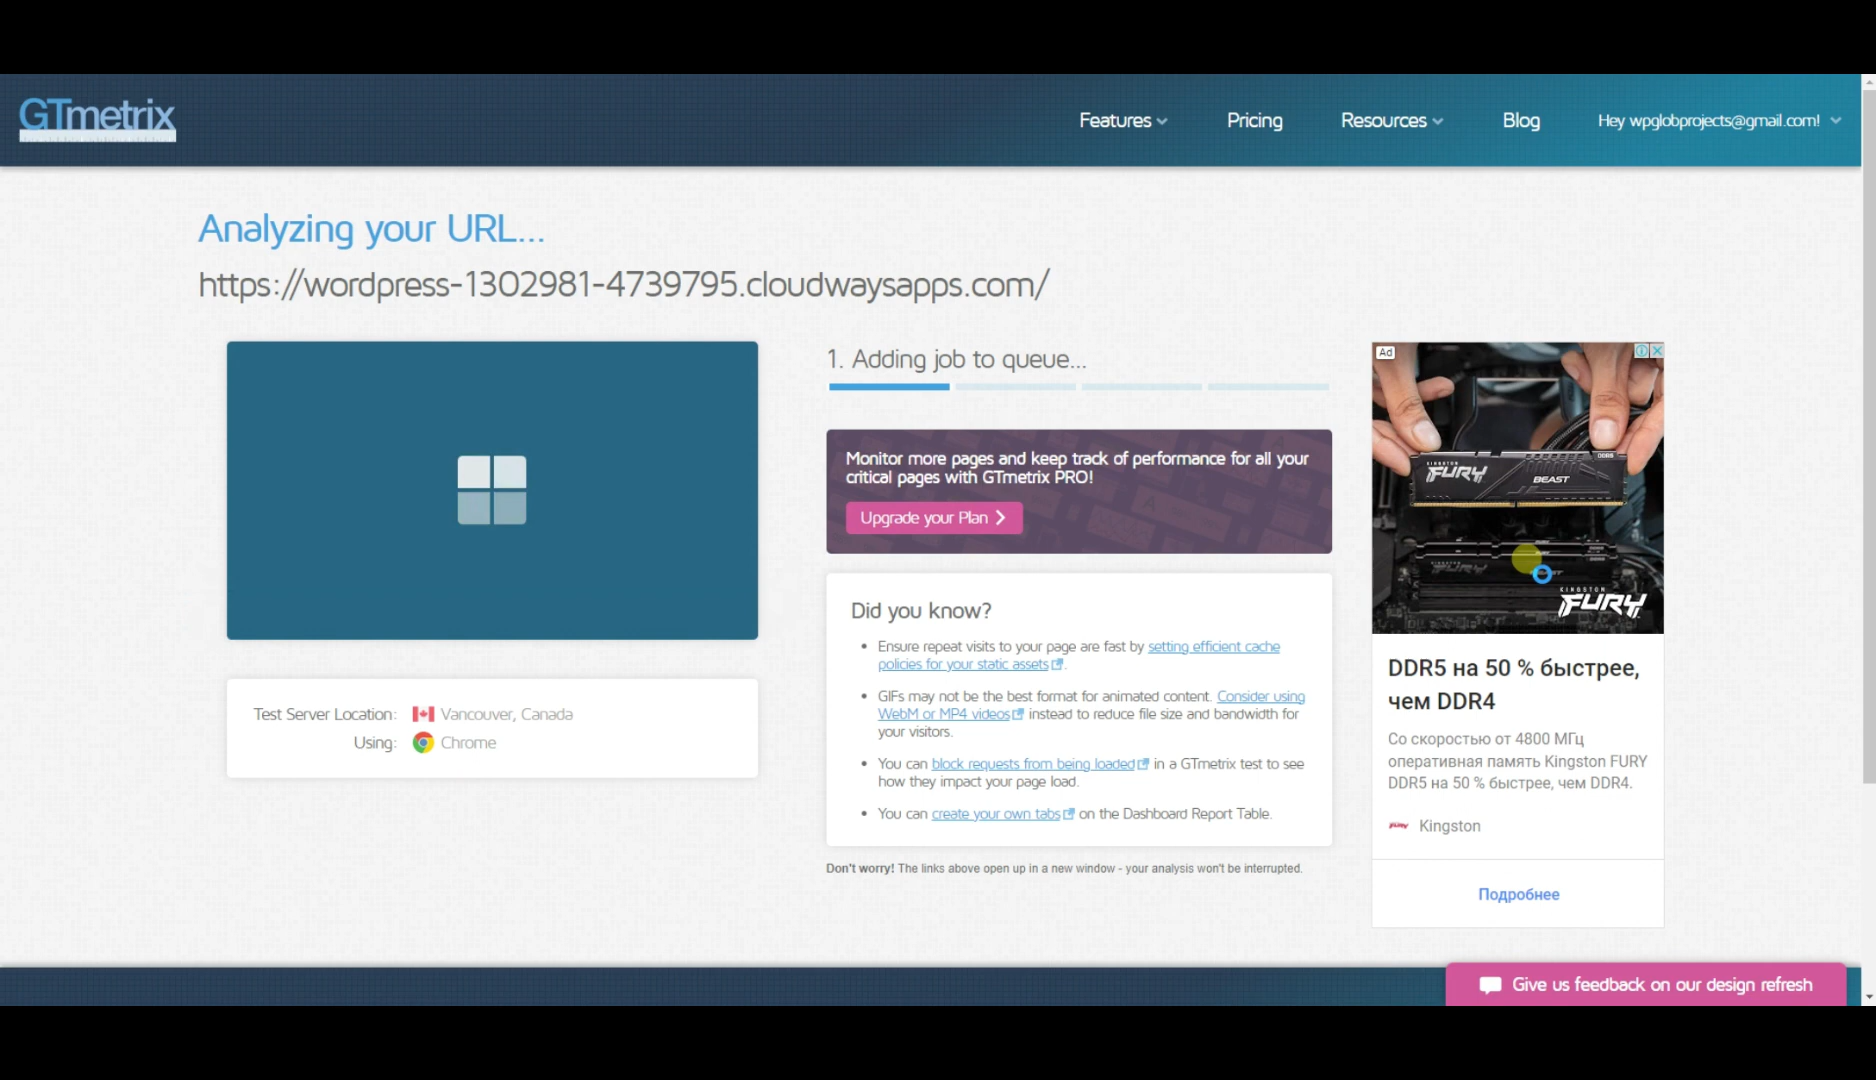 GTmetrix
Features
Pricing
Resources
Blog
Hey wpglobprojects@gmail.com!
Analyzing your URL...
https://wordpress-1302981-4739795.cloudwaysapps.com/
1. Adding job to queue...
Monitor more pages and keep track of performance for all your
critical pages with GTmetrix PRO!
Upgrade your Plan
Did you know?
Ensure repeat visits to your page are fast by setting efficient cache
policies for your static assets.
GIFs may not be the best format for animated content. Consider using
WebM or MP4 videos instead to reduce file size and bandwidth for
your visitors.
You can block requests from being loaded in a GTmetrix test to see
how they impact your page load.
You can create your own tabs on the Dashboard Report Table.
Don't worry! The links above open up in a new window - your analysis won't be interrupted.
Test Server Location: Vancouver, Canada
Using: Chrome
Ad
KINGSTON
FURY
BEAST
DDR5
KINGSTON
FURY
DDR5 на 50 % быстрее,
чем DDR4
Со скоростью от 4800 МГц
оперативная память Kingston FURY
DDR5 на 50 % быстрее, чем DDR4.
Kingston
Подробнее
Give us feedback on our design refresh